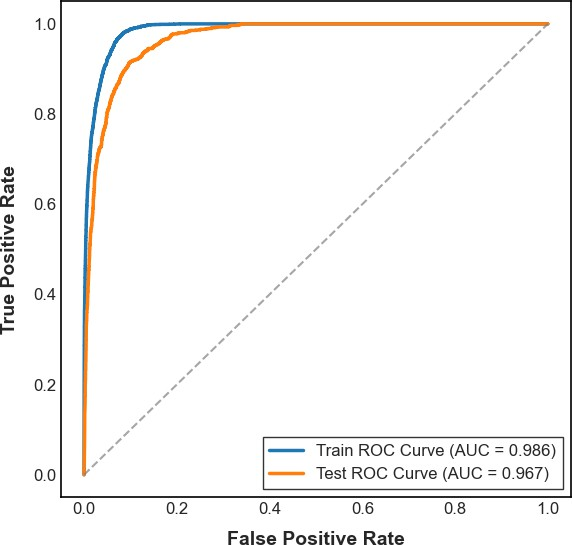 1.0
0.8
0.6
0.4
0.2
0.0
True Positive Rate
Train ROC Curve (AUC = 0.986)
Test ROC Curve (AUC = 0.967)
0.0 0.2 0.4 0.6 0.8 1.0
False Positive Rate